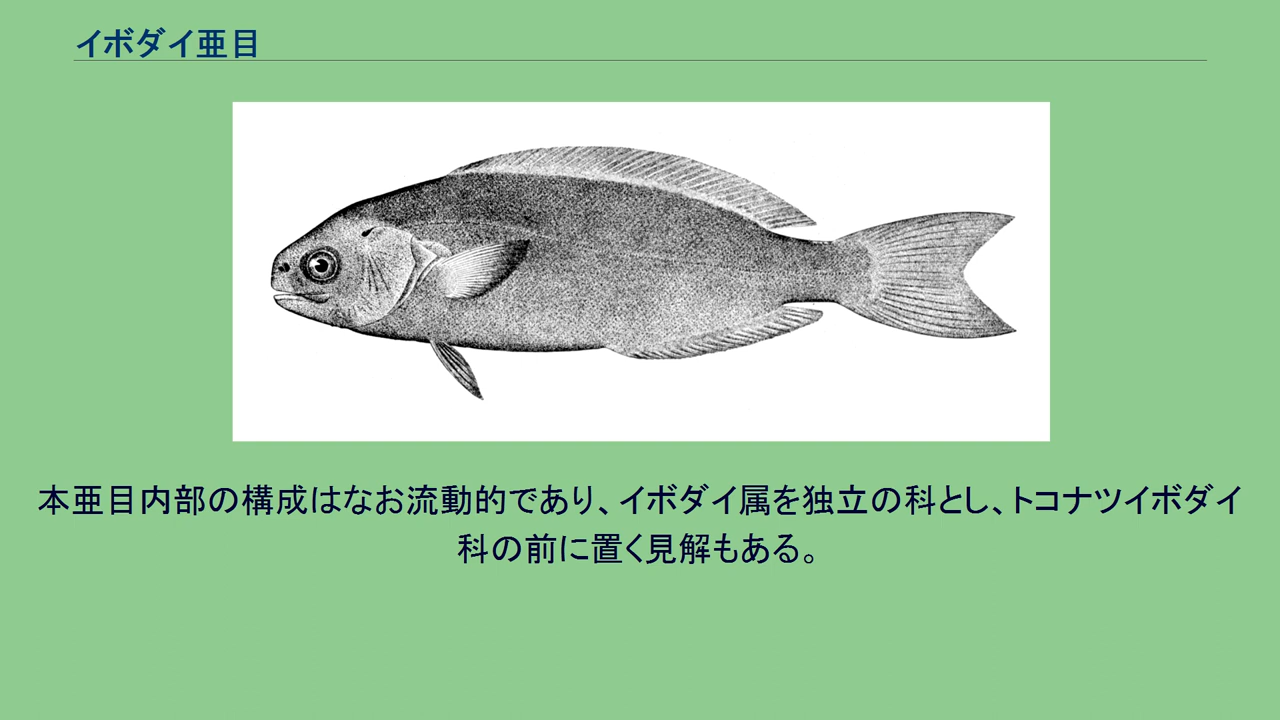 イボダイ亜目
本亜目内部の構成はなお流動的であり、イボダイ属を独立の科とし、トコナツイボダイ
科の前に置く見解もある。